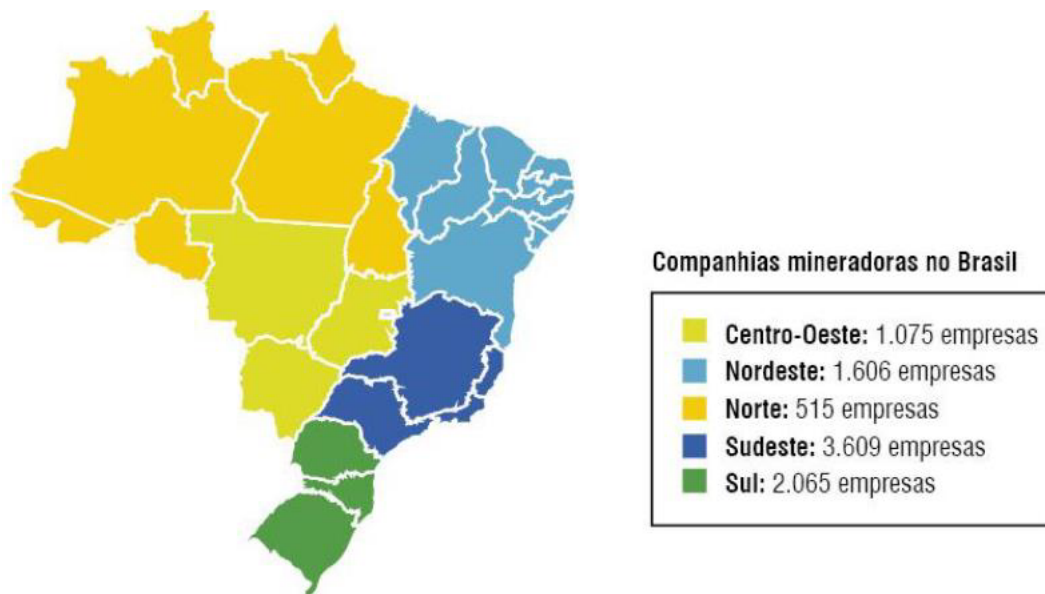 Companhias mineradoras no Brasil
Centro-Oeste: 1.075 empresas
Nordeste: 1.606 empresas
Norte: 515 empresas
Sudeste: 3.609 empresas
Sul: 2.065 empresas